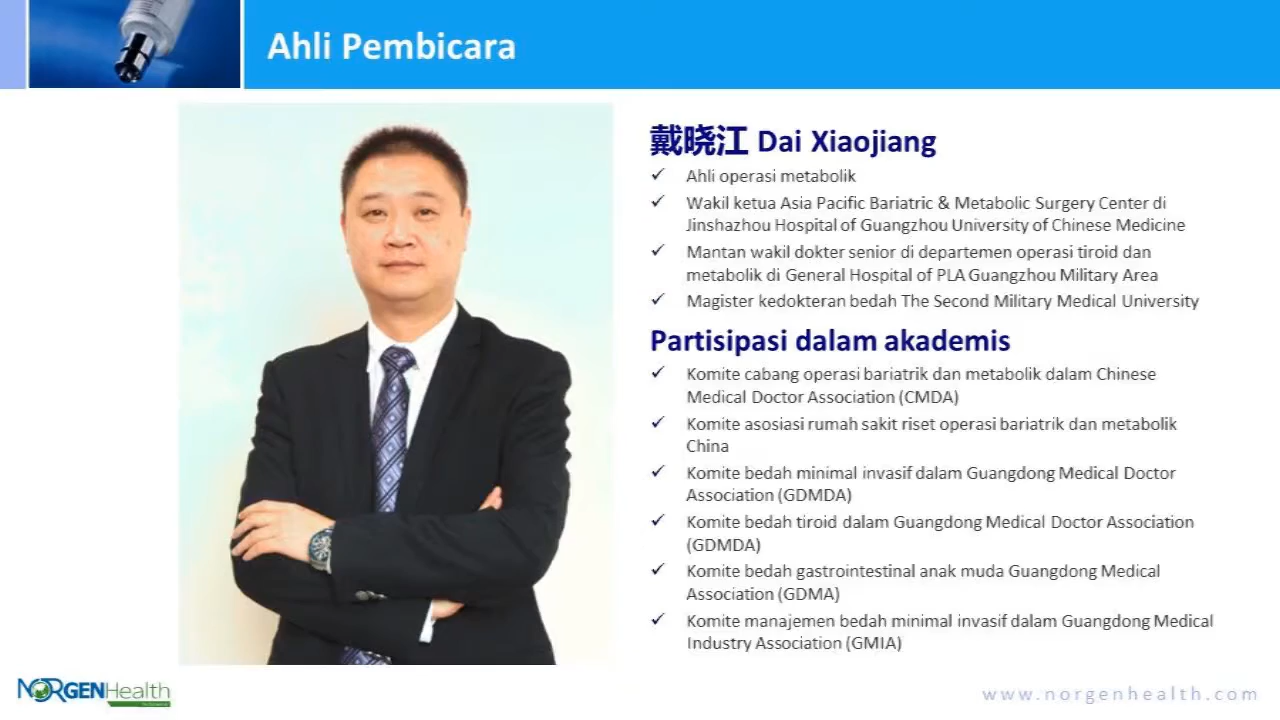 Ahli Pembicara
戴晓江 Dai Xiaojiang
✓ Ahli operasi metabolik
✓ Wakil ketua Asia Pacific Bariatric & Metabolic Surgery Center di
Jinshazhou Hospital of Guangzhou University of Chinese Medicine
✓ Mantan wakil dokter senior di departemen operasi tiroid dan
metabolik di General Hospital of PLA Guangzhou Military Area
✓ Magister kedokteran bedah The Second Military Medical University
Partisipasi dalam akademis
✓ Komite cabang operasi bariatrik dan metabolik dalam Chinese
Medical Doctor Association (CMDA)
✓ Komite asosiasi rumah sakit riset operasi bariatrik dan metabolik
China
✓ Komite bedah minimal invasif dalam Guangdong Medical Doctor
Association (GDMDA)
✓ Komite bedah tiroid dalam Guangdong Medical Doctor Association
(GDMDA)
✓ Komite bedah gastrointestinal anak muda Guangdong Medical
Association (GDMA)
✓ Komite manajemen bedah minimal invasif dalam Guangdong Medical
Industry Association (GMIA)
NORGENHealth
www.norgenhealth.com